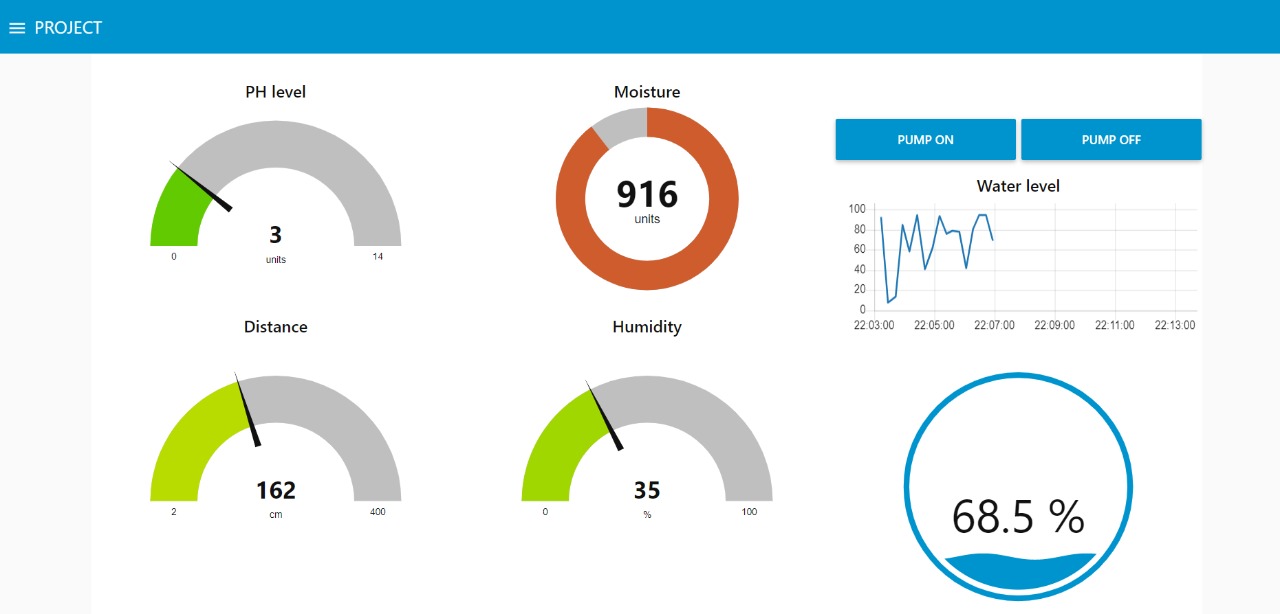 PROJECT
PH level
3
units
0
14
Moisture
916
units
PUMP ON
PUMP OFF
Water level
100
80
60
40
20
0
22:03:00
22:05:00
22:07:00
22:09:00
22:11:00
22:13:00
Distance
162
cm
2
400
Humidity
35
%
0
100
68.5 %